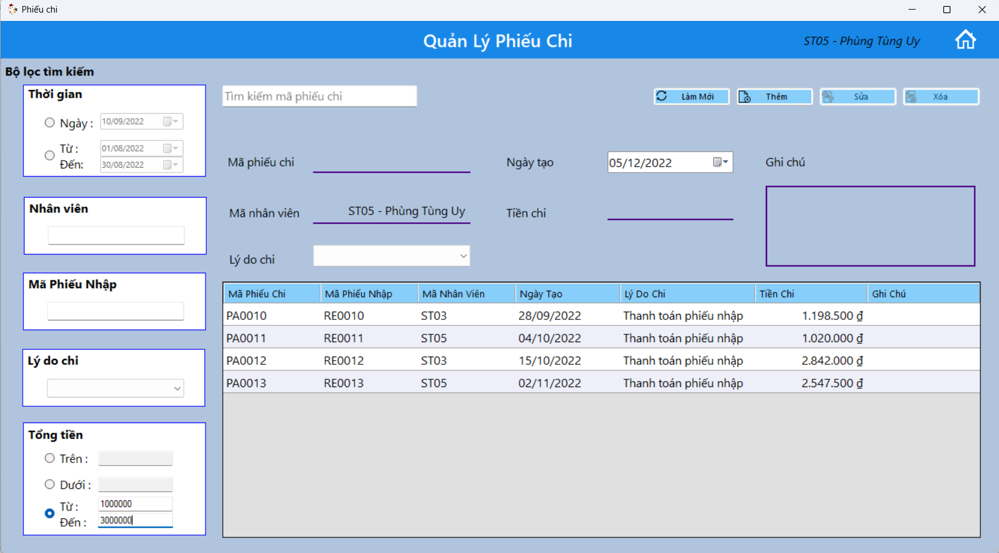 Phiếu chi
Quản Lý Phiếu Chi
ST05 - Phùng Tùng Uy
Bộ lọc tìm kiếm
Thời gian
Ngày : 10/09/2022
Từ : 01/08/2022
Đến: 30/08/2022
Nhân viên
Mã Phiếu Nhập
Lý do chi
Tổng tiền
Trên :
Dưới :
Từ : 1000000
Đến : 3000000
Tìm kiếm mã phiếu chi
Làm Mới Thêm Sửa Xóa
Mã phiếu chi Ngày tạo 05/12/2022 Ghi chú
Mã nhân viên ST05 - Phùng Tùng Uy Tiền chi
Lý do chi
Mã Phiếu Chi Mã Phiếu Nhập Mã Nhân Viên Ngày Tạo Lý Do Chi Tiền Chi Ghi Chú
PA0010 RE0010 ST03 28/09/2022 Thanh toán phiếu nhập 1.198.500 ₫
PA0011 RE0011 ST05 04/10/2022 Thanh toán phiếu nhập 1.020.000 ₫
PA0012 RE0012 ST03 15/10/2022 Thanh toán phiếu nhập 2.842.000 ₫
PA0013 RE0013 ST05 02/11/2022 Thanh toán phiếu nhập 2.547.500 ₫